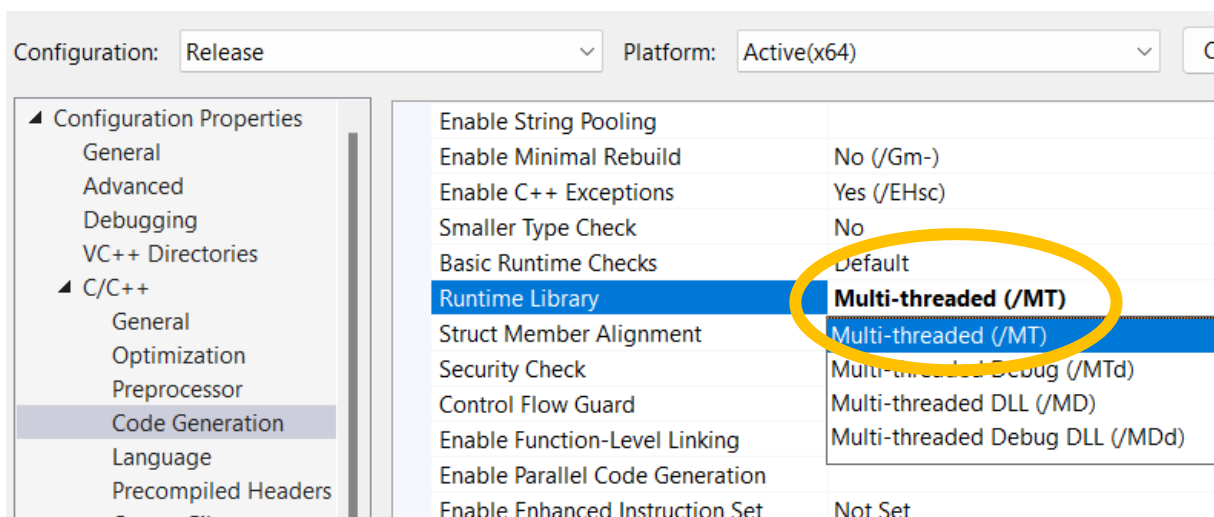 Configuration: Release Platform: Active(x64) C
Configuration Properties
General
Advanced
Debugging
VC++ Directories
C/C++
General
Optimization
Preprocessor
Code Generation
Language
Precompiled Headers
Enable String Pooling
Enable Minimal Rebuild No (/Gm-)
Enable C++ Exceptions Yes (/EHsc)
Smaller Type Check No
Basic Runtime Checks Default
Runtime Library Multi-threaded (/MT)
Struct Member Alignment
Security Check
Control Flow Guard
Enable Function-Level Linking
Enable Parallel Code Generation
Enable Enhanced Instruction Set Not Set
Multi-threaded (/MT)
Multi-threaded Debug (/MTd)
Multi-threaded DLL (/MD)
Multi-threaded Debug DLL (/MDd)